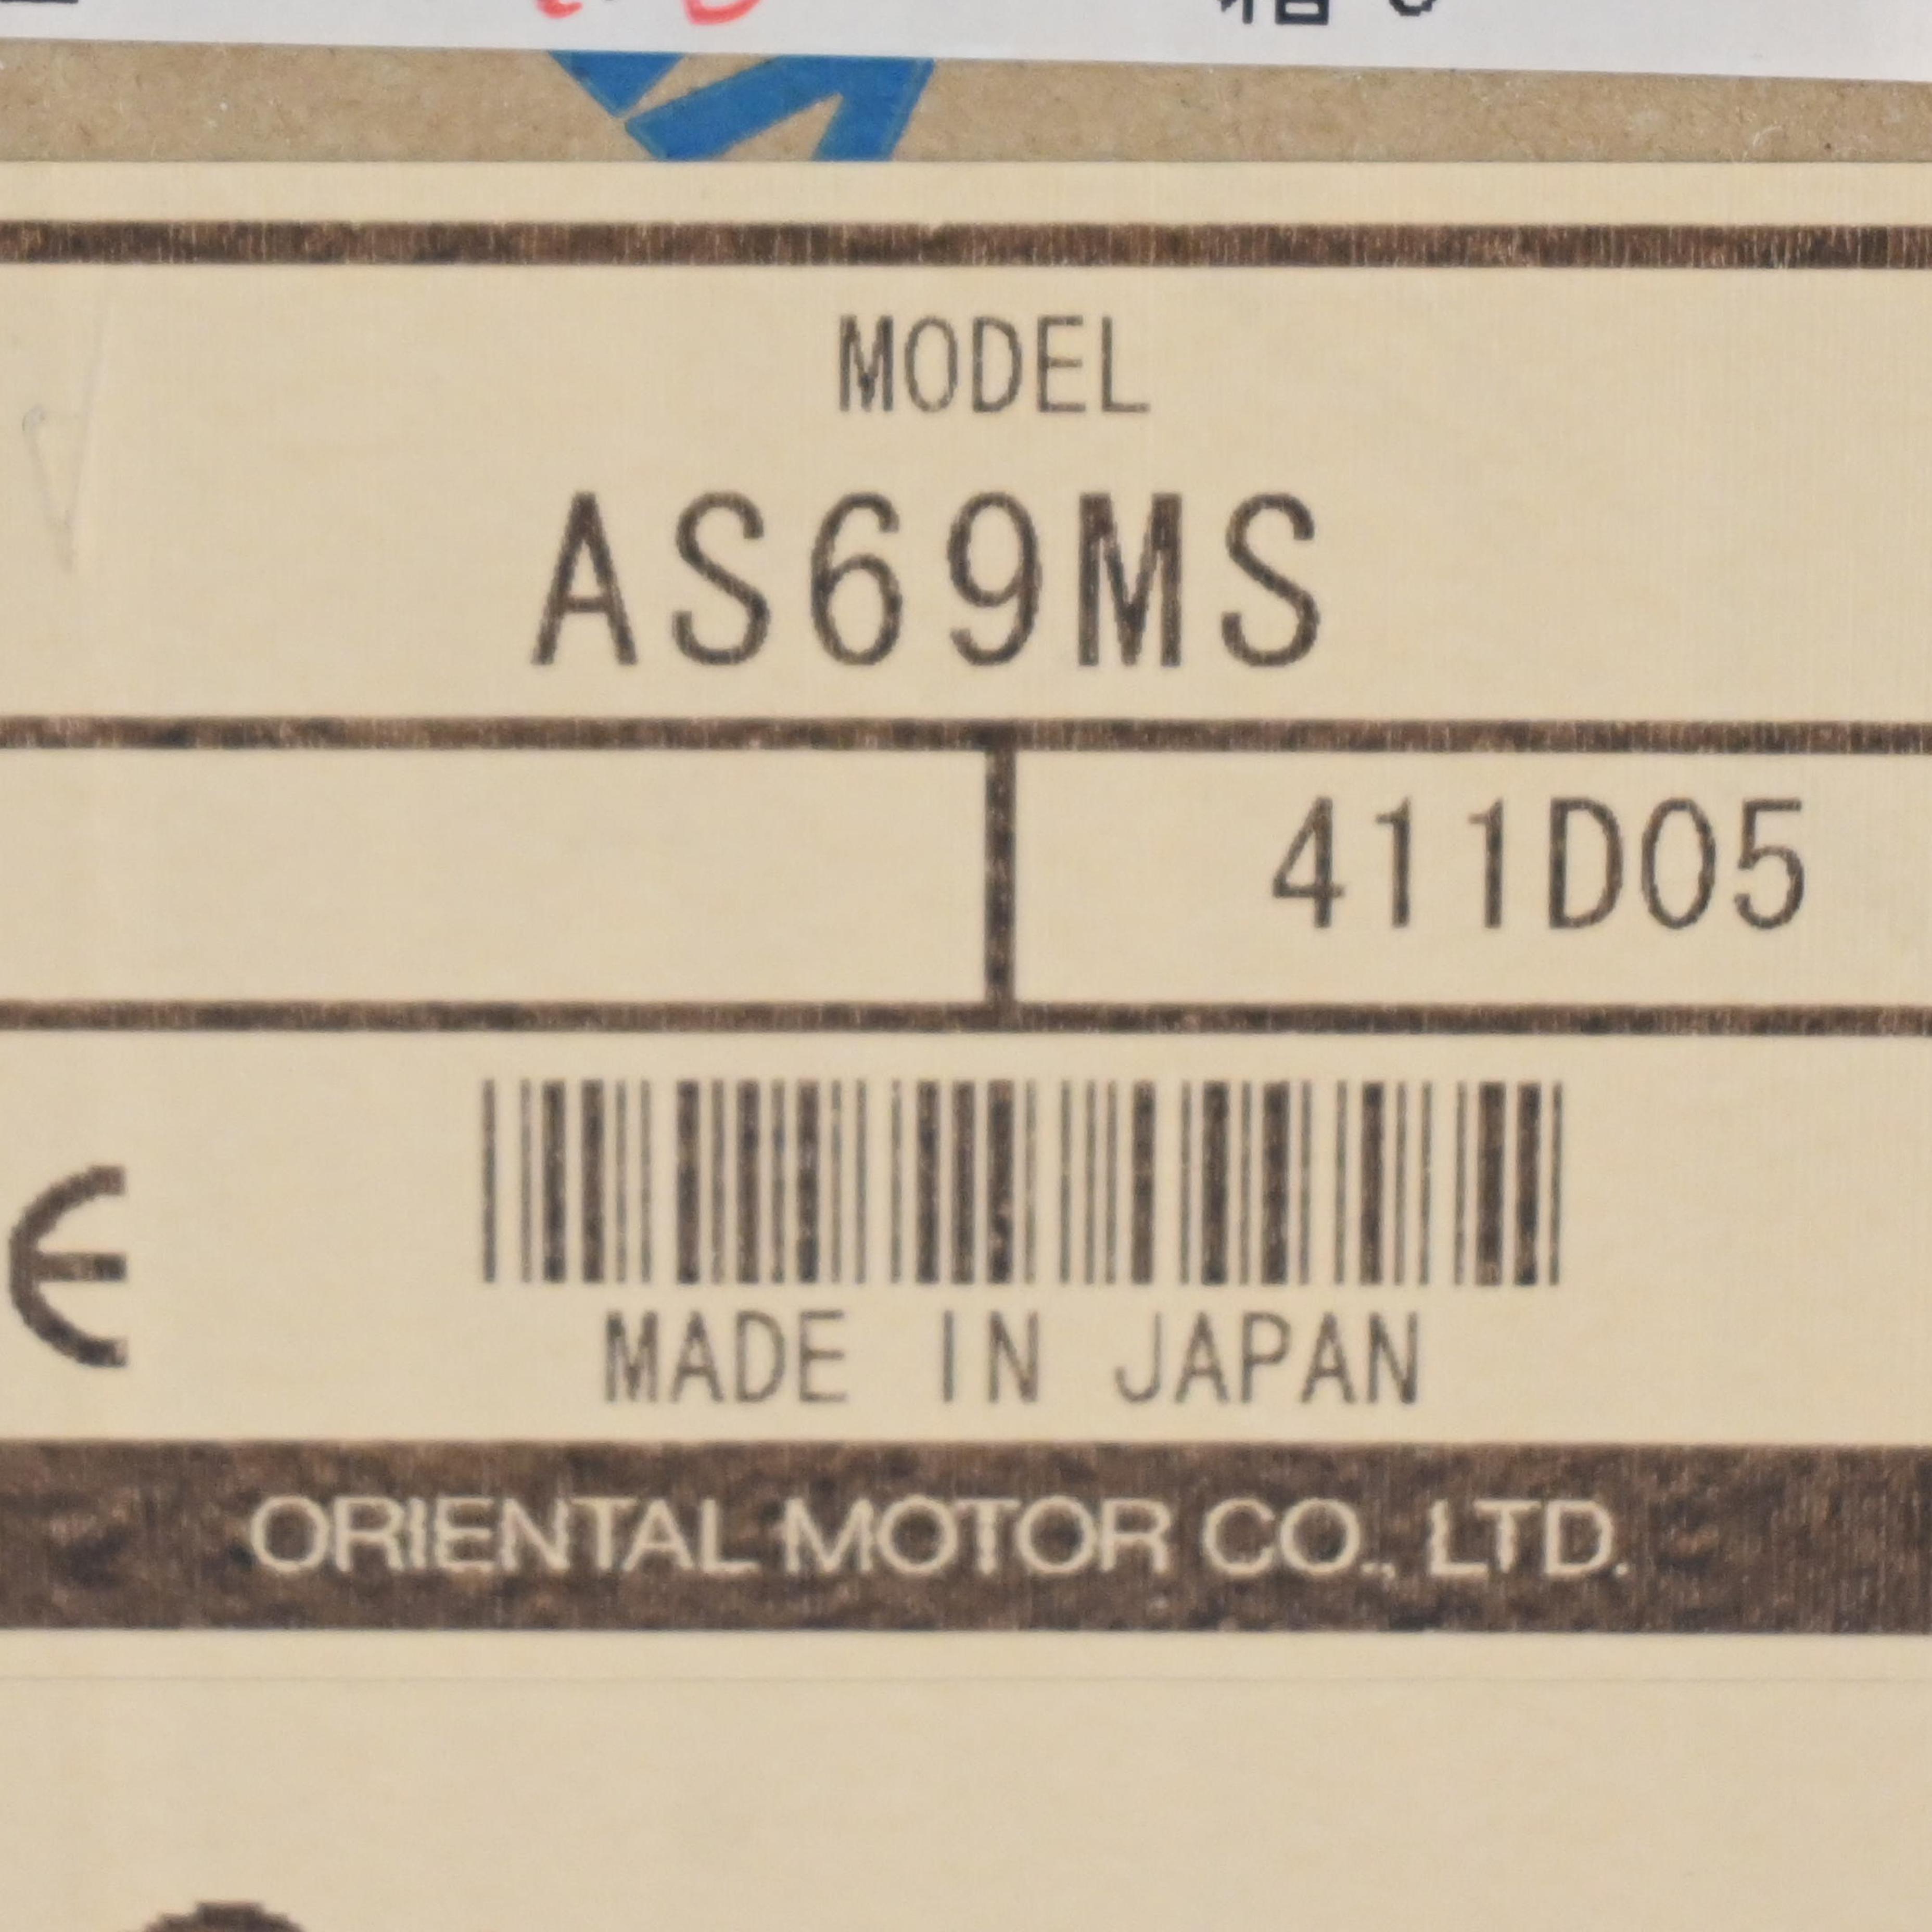 MODEL
AS69MS
411D05
MADE IN JAPAN
ORIENTAL MOTOR CO., LTD.